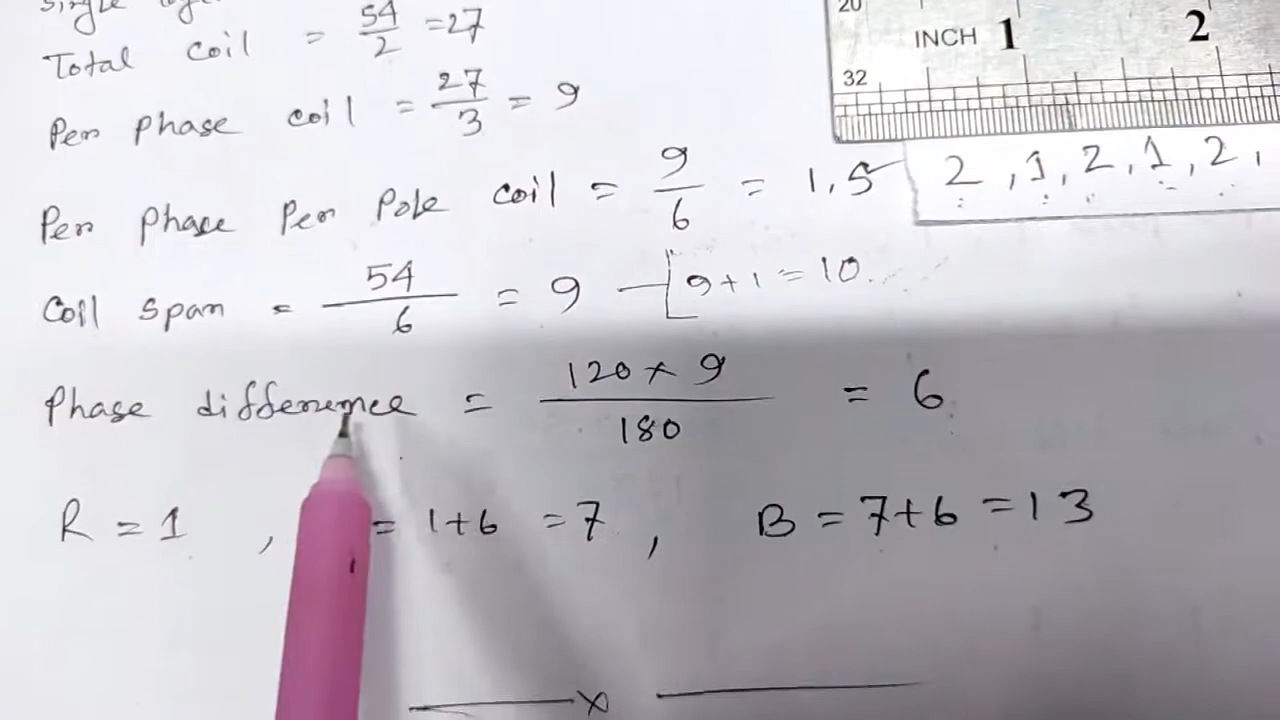 Total coil = 54/2 = 27
Per phase coil = 27/3 = 9
Per phase Per Pole coil = 9/6 = 1.5
2, 1, 2, 1, 2,
coil span = 54/6 = 9 [9+1 = 10
Phase difference = 120 × 9 / 180 = 6
R = 1, = 1+6 = 7, B = 7+6 = 13
×
20
INCH 1 2
32